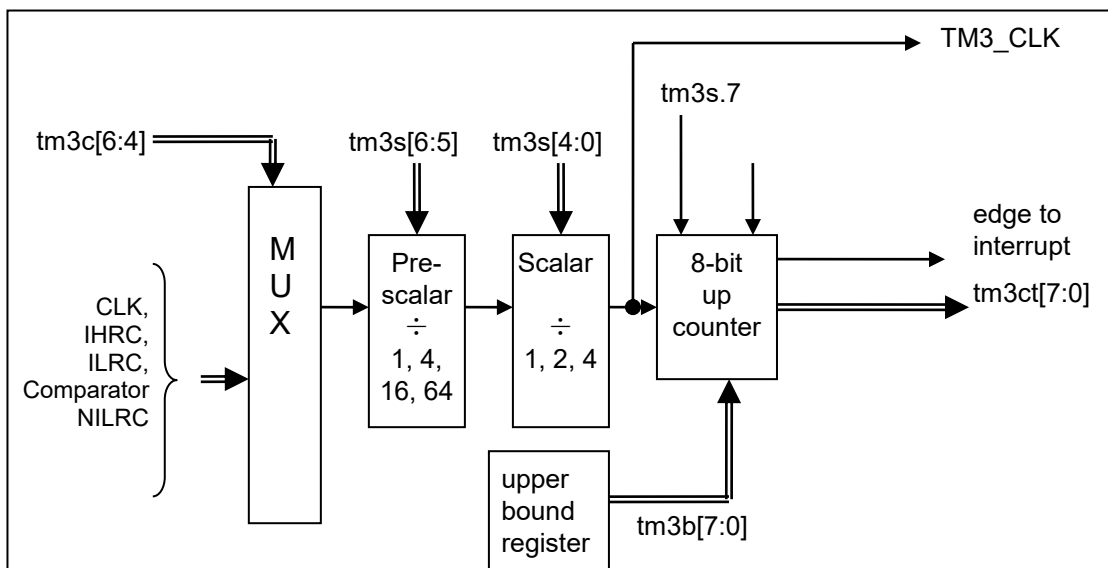 TM3_CLK
tm3s.7
tm3c[6:4]
tm3s[6:5]
tm3s[4:0]
M
U
X
Pre-
scalar
÷
1, 4,
16, 64
Scalar
÷
1, 2, 4
8-bit
up
counter
edge to
interrupt
tm3ct[7:0]
CLK,
IHRC,
ILRC,
Comparator
NILRC
upper
bound
register
tm3b[7:0]